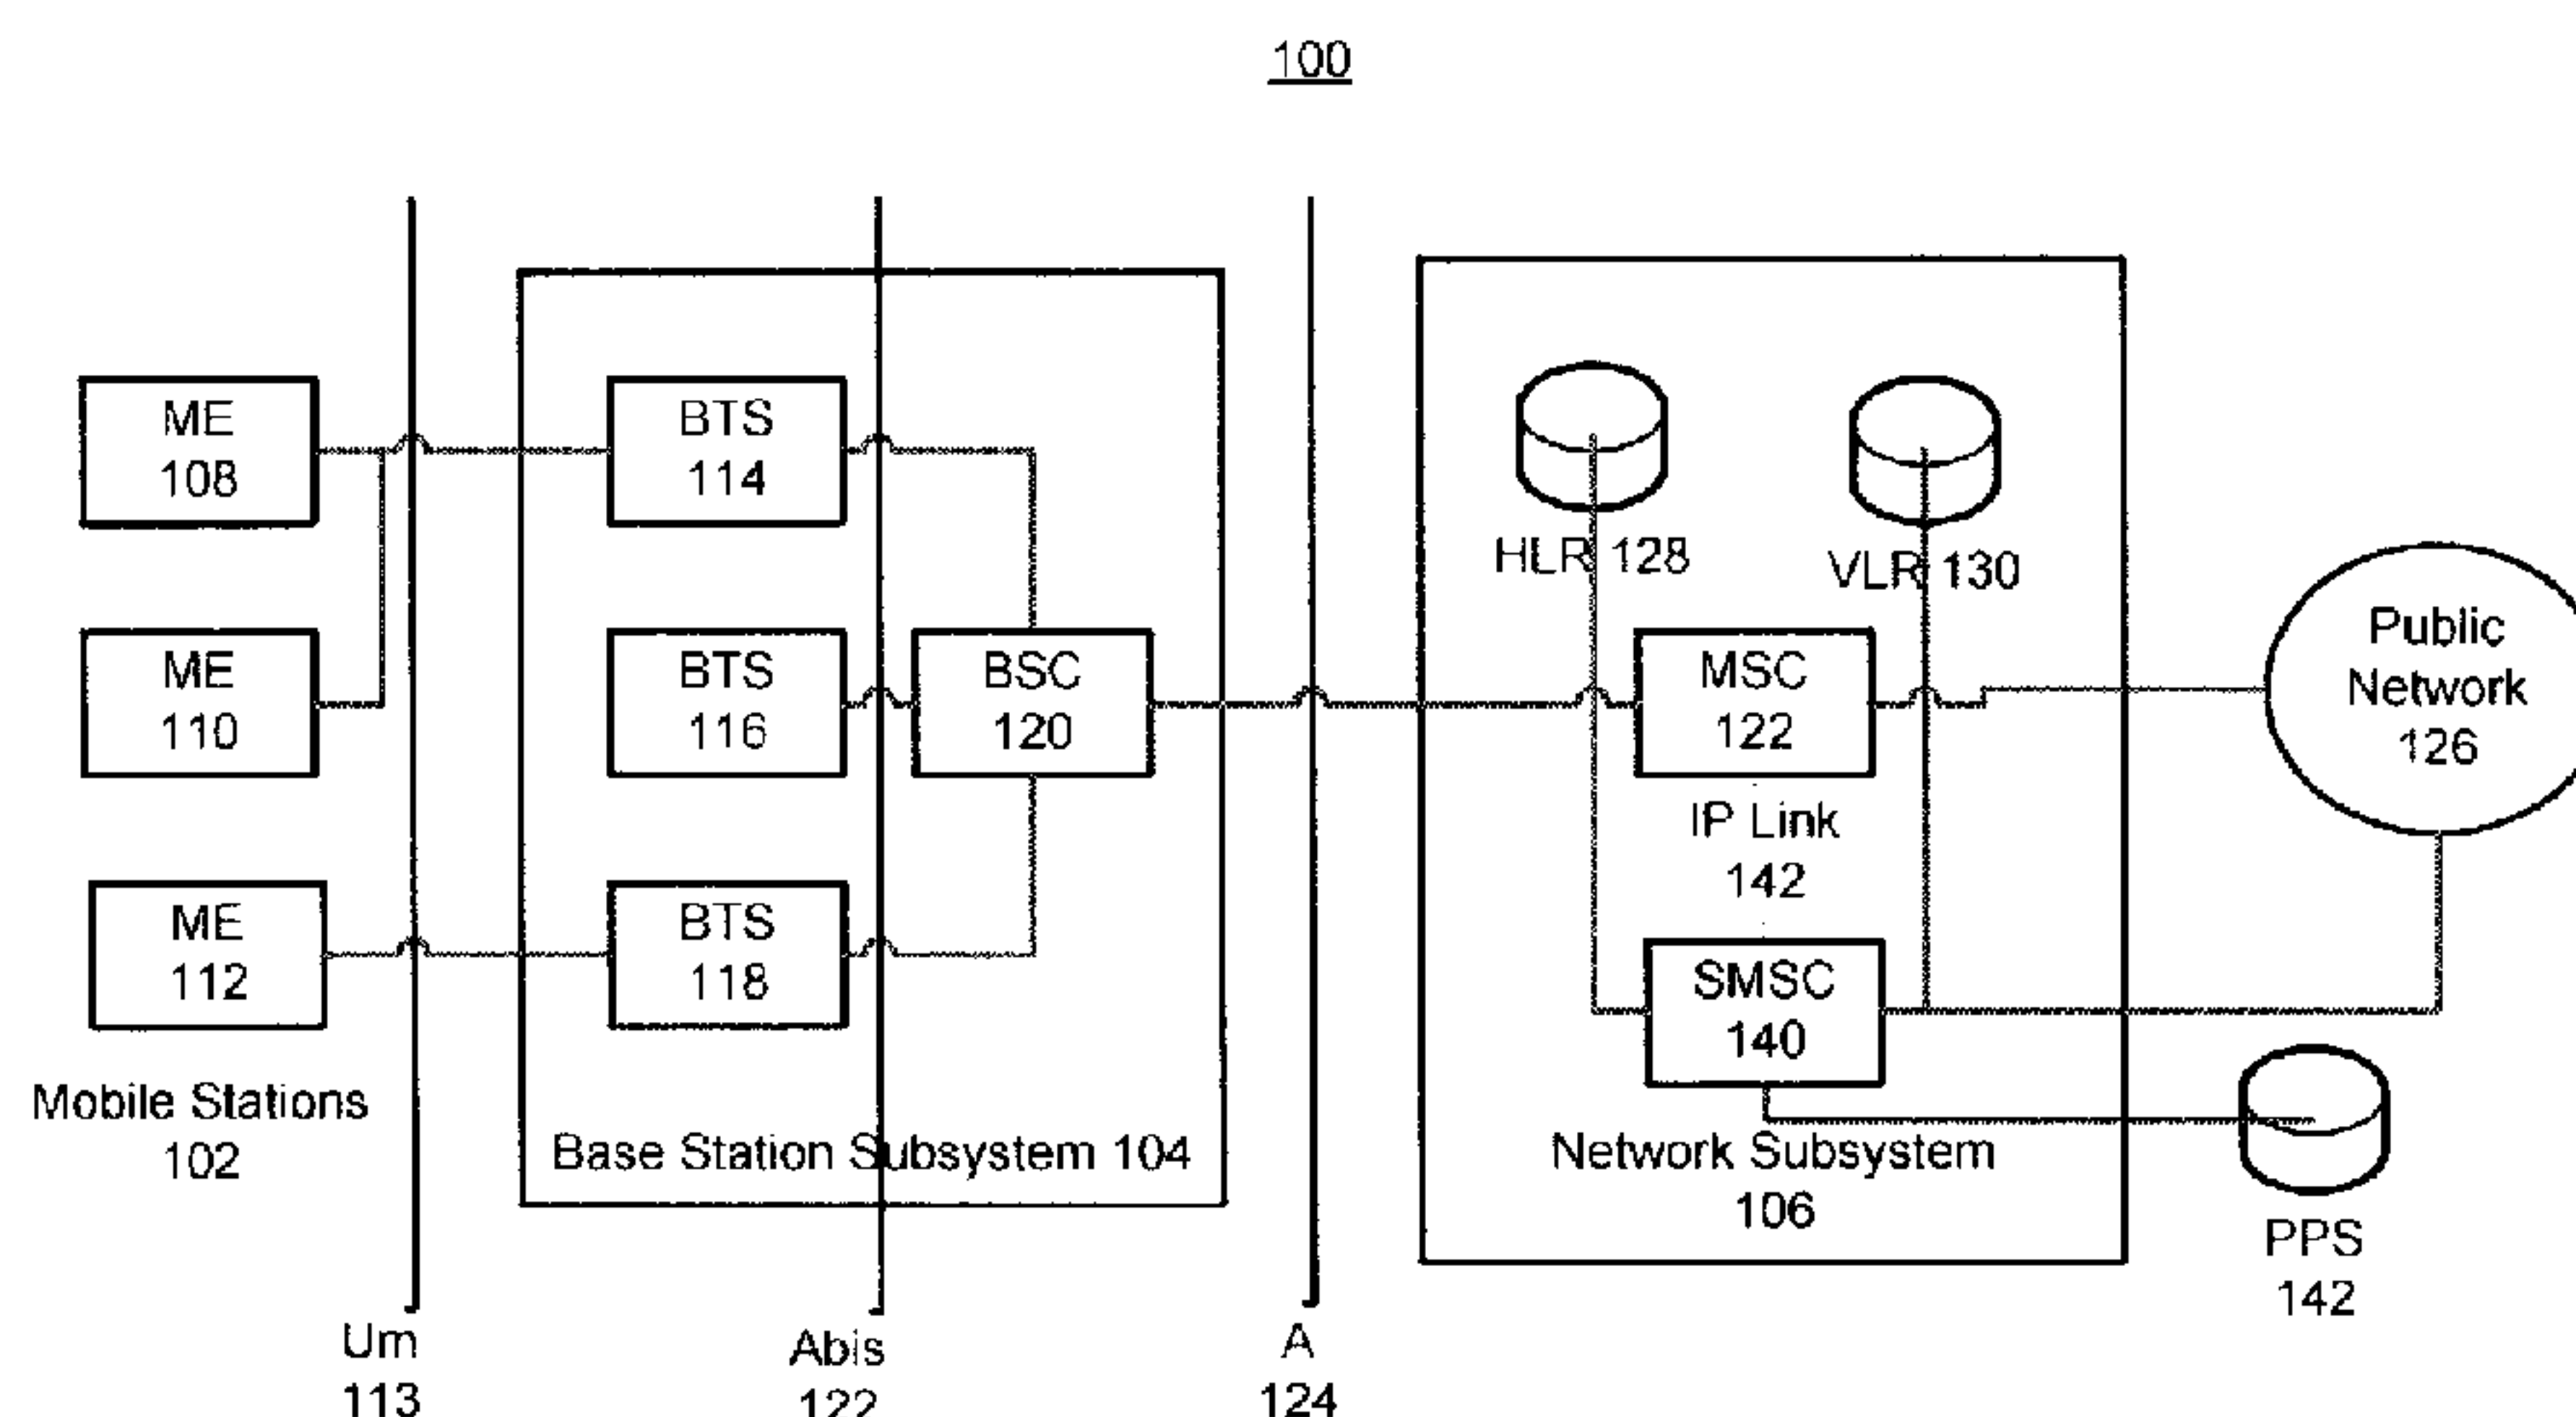 100
ME
108
ME
110
ME
112
Mobile Stations
102
Um
113
BTS
114
BTS
116
BTS
118
BSC
120
Base Station Subsystem 104
Abis
122
A
124
HLR 128
VLR 130
MSC
122
IP Link
142
SMSC
140
Network Subsystem
106
Public
Network
126
PPS
142